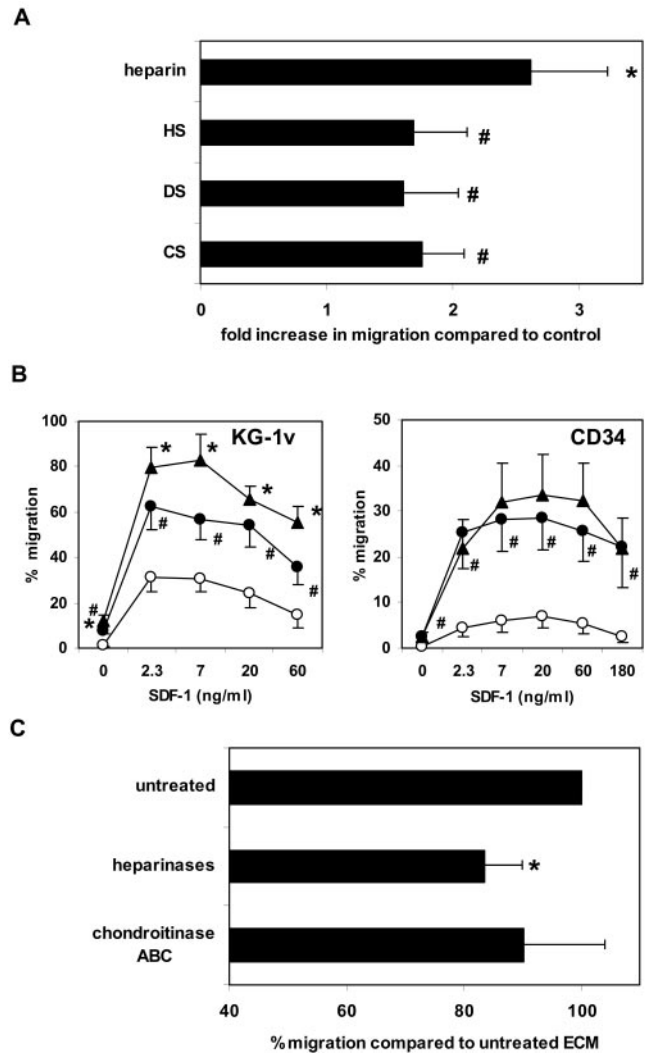 A
heparin
*
HS
#
DS
#
CS
#
0 1 2 3
fold increase in migration compared to control
B
100
80
60
40
20
0
% migration
KG-1v
* * * *
# # # #
#
*
0 2.3 7 20 60
SDF-1 (ng/ml)
50
40
30
20
10
0
% migration
CD34
# # # # # #
0 2.3 7 20 60 180
SDF-1 (ng/ml)
C
untreated
heparinases
*
chondroitinase
ABC
40 60 80 100
%migration compared to untreated ECM